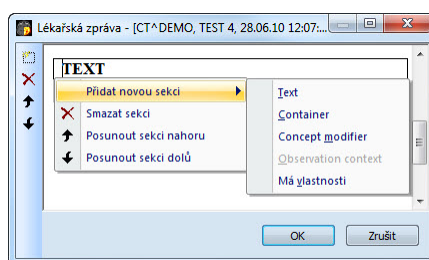 Lékařská zpráva - [CT^DEMO, TEST 4, 28.06.10 12:07:...
TEXT
Přidat novou sekci
Smazat sekci
Posunout sekci nahoru
Posunout sekci dolů
Text
Container
Concept modifier
Observation context
Má vlastnosti
OK
Zrušit